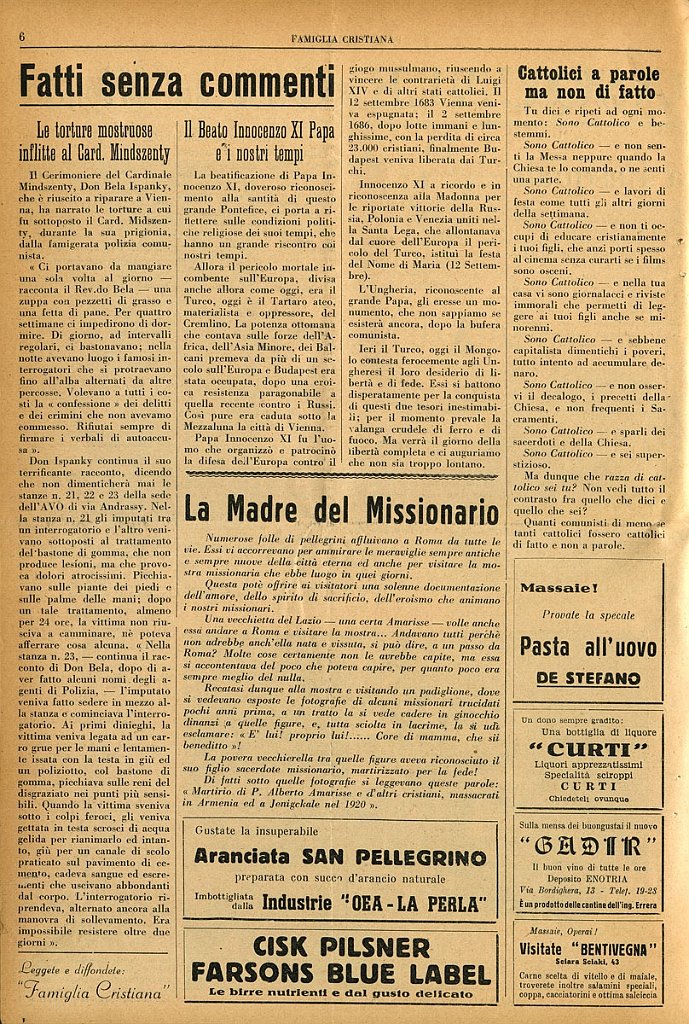 6
FAMIGLIA CRISTIANA
Fatti senza commenti
Le torture mostruose
inflitte al Card. Mindszenty
Il Cerimoniere del Cardinale
Mindszenty, Don Bela Ispanky,
che è riuscito a riparare a Vien-
na, ha narrato le torture a cui
fu sottoposto il Card. Midszen-
ty, durante la sua prigionia,
dalla famigerata polizia comu-
nista.
« Ci portavano da mangiare
una sola volta al giorno —
racconta il Rev.do Bela — una
zuppa con pezzetti di grasso e
una fetta di pane. Per quattro
settimane ci impedirono di dor-
mire. Di giorno, ad intervalli
regolari, ci bastonavano; nella
notte avevano luogo i famosi in-
terrogatori che si protraevano
fino all'alba alternati da altre
percosse. Volevano a tutti i co-
sti la « confessione » dei delitti
e dei crimini che non avevamo
commesso. Rifiutai sempre di
firmare i verbali di autoaccu-
sa ».
Don Ispanky continua il suo
terrificante racconto, dicendo
che non dimenticherà mai le
stanze n. 21, 22 e 23 della sede
dell'AVO di via Andrassy. Nel-
la stanza n. 21 gli imputati tra
un interrogatorio e l'altro veni-
vano sottoposti al trattamento
del bastone di gomma, che non
produce lesioni, ma che provo-
ca dolori atrocissimi. Picchia-
vano sulle piante dei piedi e
sulle palme delle mani; dopo
un tale trattamento, almeno
per 24 ore, la vittima non riu-
sciva a camminare, nè poteva
afferrare cosa alcuna. « Nella
stanza n. 23, — continua il rac-
conto di Don Bela, dopo di a-
ver fatto alcuni nomi degli a-
genti di Polizia, — l'imputato
veniva fatto sedere in mezzo al-
la stanza e cominciava l'interro-
gatorio. Ai primi dinieghi, la
vittima veniva legata ad un car-
ro grue per le mani e lentamen-
te issata con la testa in giù ed
un poliziotto, col bastone di
gomma, picchiava sulle reni del
disgraziato nei punti più sensi-
bili. Quando la vittima sveniva
sotto i colpi feroci, gli veniva
gettata in testa scrosci di acqua
gelida per rianimarlo ed intan-
to, giù per un canale di scolo
praticato sul pavimento di ce-
mento, cadeva sangue ed escre-
menti che uscivano abbondanti
dal corpo. L'interrogatorio ri-
prendeva, alternato ancora alla
manovra di sollevamento. Era
impossibile resistere oltre due
giorni ».
Leggete e diffondete:
"Famiglia Cristiana"
Il Beato Innocenzo XI Papa
e i nostri tempi
La beatificazione di Papa In-
nocenzo XI, doveroso riconosci-
mento alla santità di questo
grande Pontefice, ci porta a ri-
flettere sulle condizioni politi-
che religiose dei suoi tempi, che
hanno un grande riscontro coi
nostri tempi.
Allora il pericolo mortale in-
combente sull'Europa, divisa
anche allora come oggi, era il
Turco, oggi è il Tartaro ateo,
materialista e oppressore, del
Cremlino. La potenza ottomana
che contava sulle forze dell'A-
frica, dell'Asia Minore, dei Bal-
cani premeva da più di un se-
colo sull'Europa e Budapest era
stata occupata, dopo una eroi-
ca resistenza paragonabile a
quella recente contro i Russi.
Così pure era caduta sotto la
Mezzaluna la città di Vienna.
Papa Innocenzo XI fu l'uo-
mo che organizzò e patrocinò
la difesa dell'Europa contro il
giogo mussulmano, riuscendo a
vincere le contrarietà di Luigi
XIV e di altri stati cattolici. Il
12 settembre 1683 Vienna veni-
va espugnata; il 2 settembre
1686, dopo lotte immani e lun-
ghissime, con la perdita di circa
23.000 cristiani, finalmente Bu-
dapest veniva liberata dai Tur-
chi.
Innocenzo XI a ricordo e in
riconoscenza alla Madonna per
le riportate vittorie della Rus-
sia, Polonia e Venezia uniti nel-
la Santa Lega, che allontanava
dal cuore dell'Europa il peri-
colo del Turco, istituì la festa
del Nome di Maria (12 Settem-
bre).
L'Ungheria, riconoscente al
grande Papa, gli eresse un mo-
numento, che non sappiamo se
esisterà ancora, dopo la bufera
comunista.
Ieri il Turco, oggi il Mongo-
lo contesta ferocemente agli Un-
gheresi il loro desiderio di li-
bertà e di fede. Essi si battono
disperatamente per la conquista
di questi due tesori inestimabi-
li; per il momento prevale la
valanga crudele di ferro e di
fuoco. Ma verrà il giorno della
libertà completa e ci auguriamo
che non sia troppo lontano.
La Madre del Missionario
Numerose folle di pellegrini affluivano a Roma da tutte le
vie. Essi vi accorrevano per ammirare le meraviglie sempre antiche
e sempre nuove della città eterna ed anche per visitare la mo-
stra missionaria che ebbe luogo in quei giorni.
Questa potè offrire ai visitatori una solenne documentazione
dell'amore, dello spirito di sacrificio, dell'eroismo che animano
i nostri missionari.
Una vecchietta del Lazio — una certa Amarisse — volle anche
essa andare a Roma e visitare la mostra... Andavano tutti perchè
non adrebbe anch'ella nata e vissuta, si può dire, a un passo da
Roma? Molte cose certamente non le avrebbe capite, ma essa
si accontentava del poco che poteva capire, per quanto poco era
sempre meglio del nulla.
Recatasi dunque alla mostra e visitando un padiglione, dove
si vedevano esposte le fotografie di alcuni missionari trucidati
pochi anni prima, a un tratto la si vede cadere in ginocchio
dinanzi a quelle figure, e, tutta sciolta in lacrime, la si udì
esclamare: « E' lui! proprio lui!...... Core di mamma, che sii
beneditto »!
La povera vecchierella tra quelle figure aveva riconosciuto il
suo figlio sacerdote missionario, martirizzato per la fede!
Di fatti sotto quelle fotografie si leggevano queste parole:
« Martirio di P. Alberto Amarisse e d'altri cristiani, massacrati
in Armenia ed a Jenigckale nel 1920 ».
Gustate la insuperabile
Aranciata SAN PELLEGRINO
preparata con succo d'arancio naturale
Imbottigliata
dalla Industrie "OEA - LA PERLA"
CISK PILSNER
FARSONS BLUE LABEL
Le birre nutrienti e dal gusto delicato
Cattolici a parole
ma non di fatto
Tu dici e ripeti ad ogni mo-
mento: Sono Cattolico e be-
stemmi.
Sono Cattolico — e non sen-
ti la Messa neppure quando la
Chiesa te lo comanda, o ne senti
una parte.
Sono Cattolico — e lavori di
festa come tutti gli altri giorni
della settimana.
Sono Cattolico — e non ti oc-
cupi di educare cristianamente
i tuoi figli, che anzi porti spesso
al cinema senza curarti se i films
sono osceni.
Sono Cattolico — e nella tua
casa vi sono giornalacci e riviste
immorali che permetti di leg-
gere ai tuoi figli anche se mi-
norenni.
Sono Cattolico — e sebbene
capitalista dimentichi i poveri,
tutto intento ad accumulare de-
naro.
Sono Cattolico — e non osser-
vi il decalogo, i precetti della
Chiesa, e non frequenti i Sa-
cramenti.
Sono Cattolico — e sparli dei
sacerdoti e della Chiesa.
Sono Cattolico — e sei super-
stizioso.
Ma dunque che razza di cat-
tolico sei tu? Non vedi tutto il
contrasto fra quello che dici e
quello che sei?
Quanti comunisti di meno se
tanti cattolici fossero cattolici
di fatto e non a parole.
Massaie!
Provate la specale
Pasta all'uovo
DE STEFANO
Un dono sempre gradito:
Una bottiglia di liquore
"CURTI"
Liquori apprezzatissimi
Specialità sciroppi
CURTI
Chiedeteli ovunque
Sulla mensa dei buongustai il nuovo
"GADIR"
Il buon vino di tutte le ore
Deposito ENOTRIA
Via Bordighera, 13 - Telef. 19-28
È un prodotto delle cantine dell'ing. Errera
Massaie, Operai!
Visitate "BENTIVEGNA"
Sciara Sciaki, 43
Carne scelta di vitello e di maiale,
troverete inoltre salamini speciali,
coppa, cacciatorini e ottima salciccia